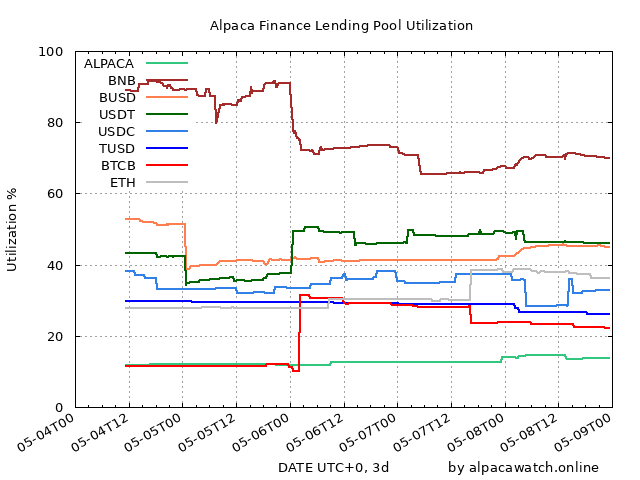 Alpaca Finance Lending Pool Utilization
100
80
60
40
20
0
Utilization %
ALPACA
BNB
BUSD
USDT
USDC
TUSD
BTCB
ETH
05-04T00
05-04T12
05-05T00
05-05T12
05-06T00
05-06T12
05-07T00
05-07T12
05-08T00
05-08T12
05-09T00
DATE UTC+0, 3d
by alpacawatch.online